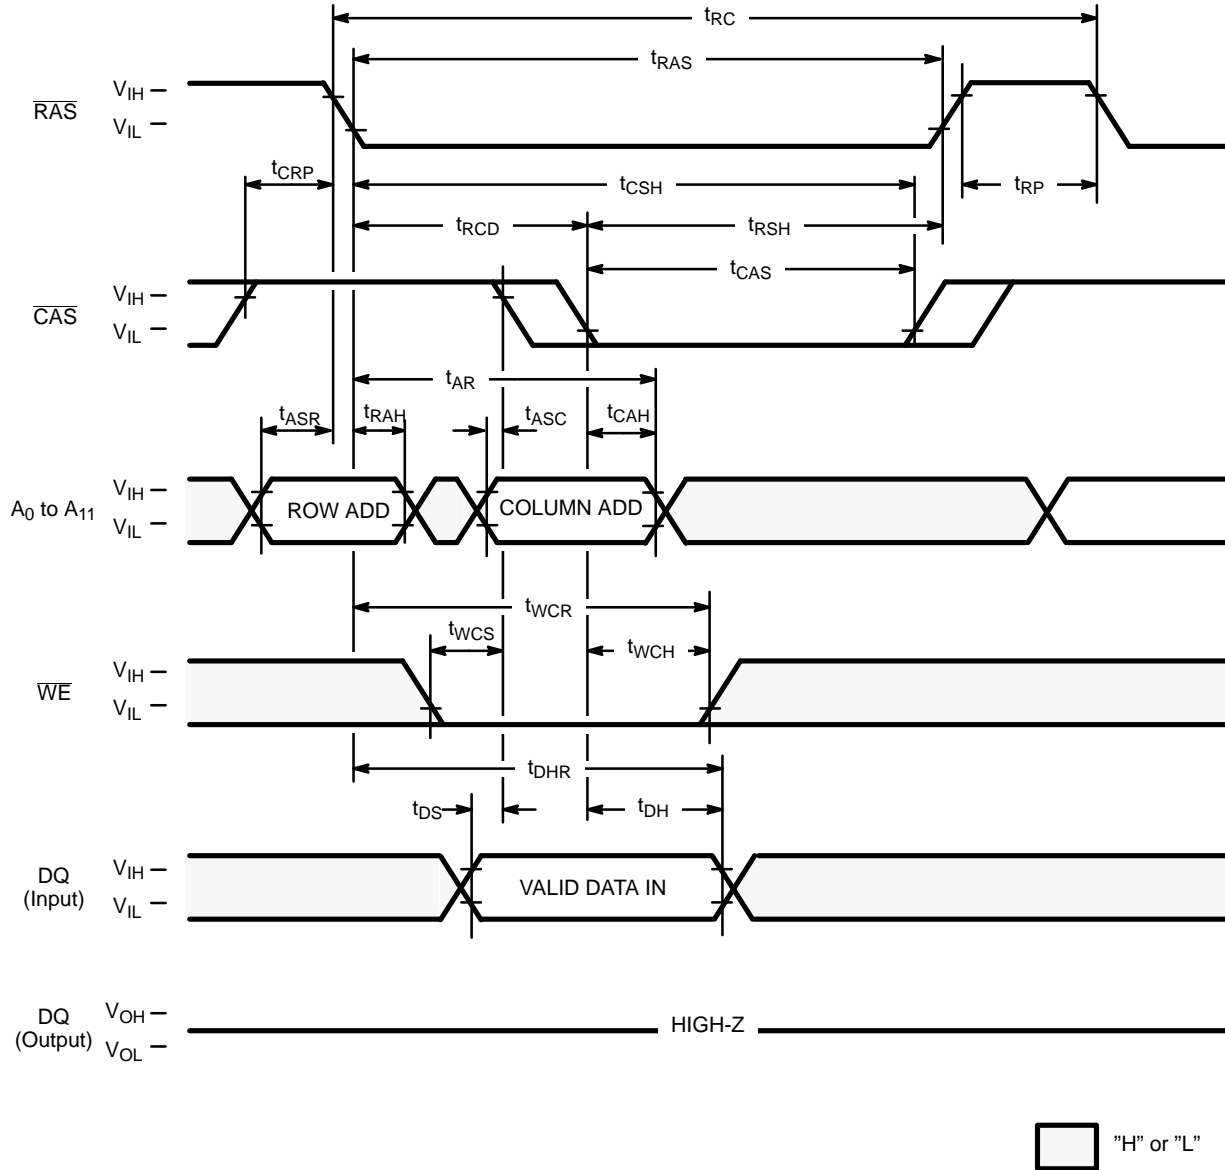 tRC
tRAS
RAS
VIH
VIL
tCRP
tCSH
tRP
tRCD
tRSH
tCAS
CAS
VIH
VIL
tAR
tASR
tRAH
tASC
tCAH
A0 to A11
VIH
VIL
ROW ADD
COLUMN ADD
tWCR
tWCS
tWCH
WE
VIH
VIL
tDHR
tDS
tDH
DQ
(Input)
VIH
VIL
VALID DATA IN
DQ
(Output)
VOH
VOL
HIGH-Z
”H” or ”L”